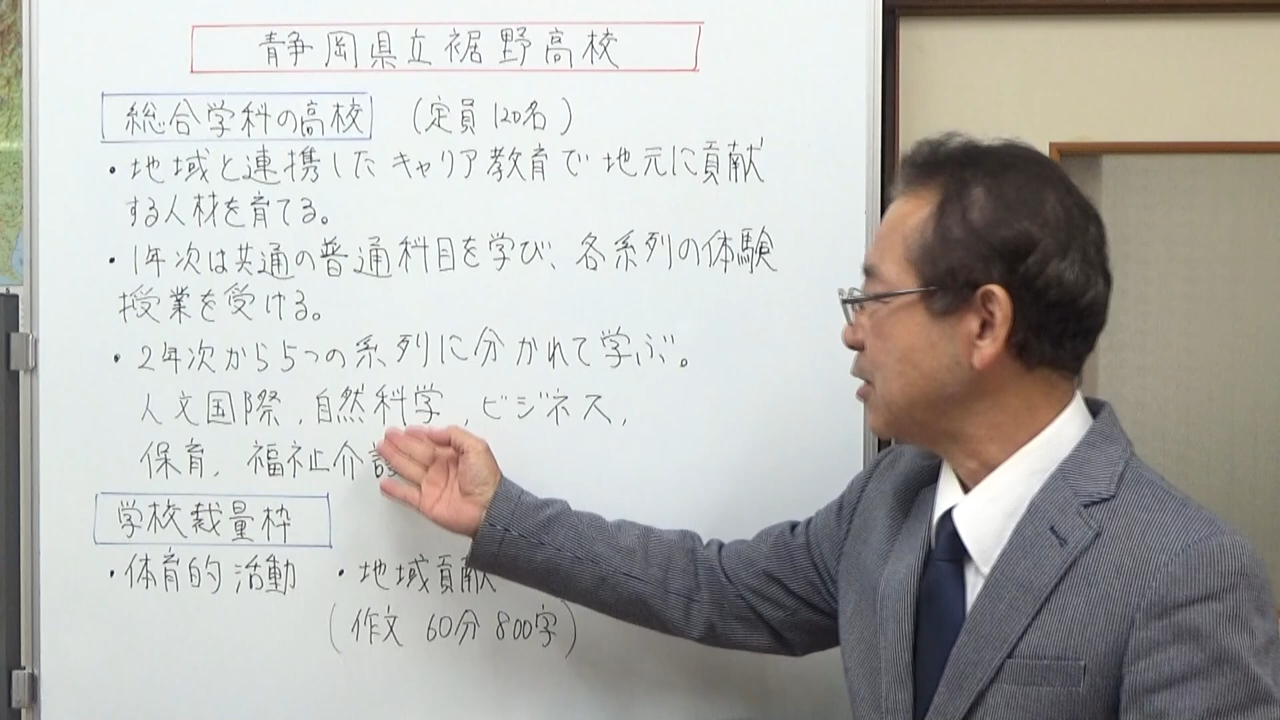 静岡県立裾野高校
総合学科の高校 (定員120名)
・地域と連携したキャリア教育で地元に貢献
する人材を育てる。
・1年次は共通の普通科目を学び、各系列の体験
授業を受ける。
・2年次から5つの系列に分かれて学ぶ。
人文国際, 自然科学, ビジネス,
保育, 福祉介護
学校裁量枠
・体育的活動 ・地域貢献
(作文 60分 800字)